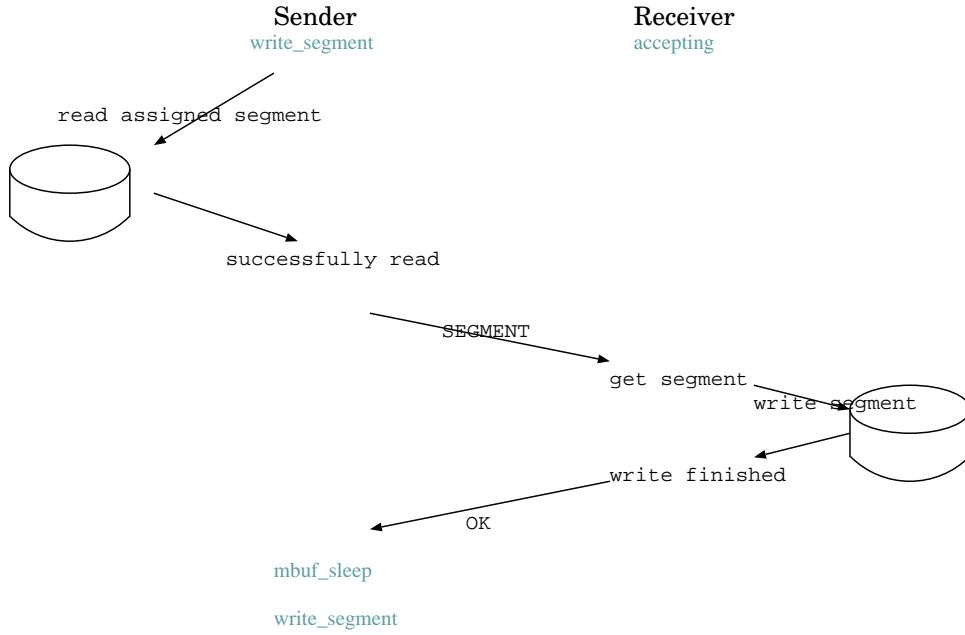 Sender
Receiver
write_segment
accepting
read assigned segment
successfully read
SEGMENT
get segment
write segment
write finished
OK
mbuf_sleep
write_segment